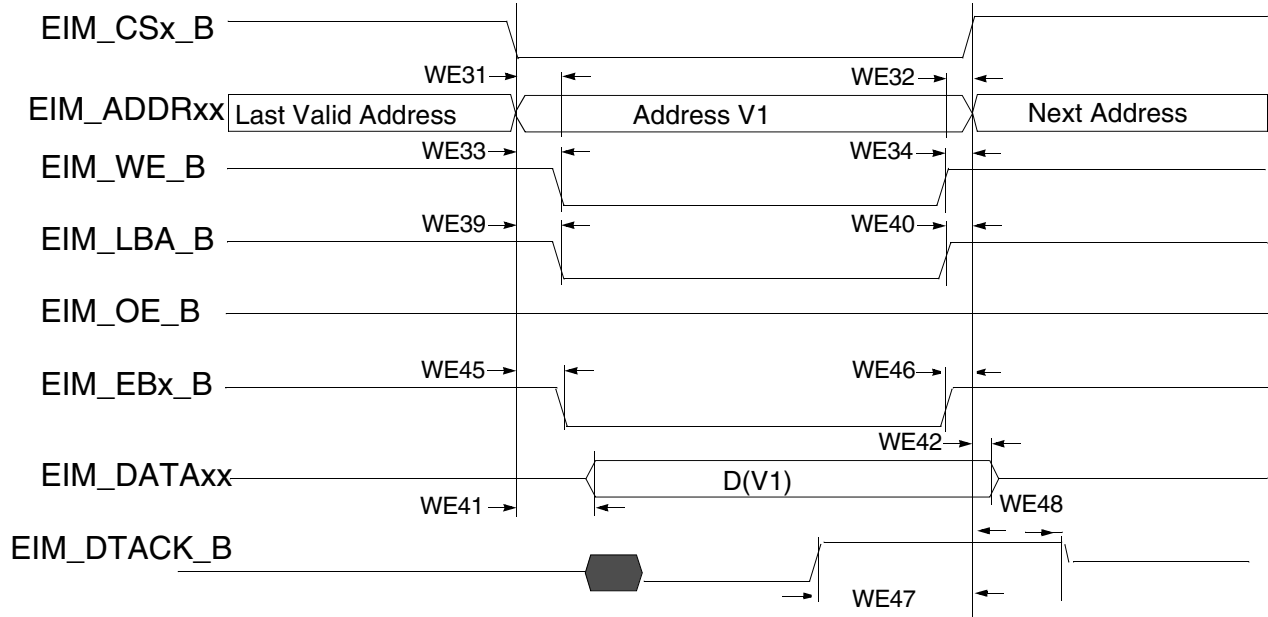 EIM_CSx_B
WE31
WE32
EIM_ADDRxx
Last Valid Address
Address V1
Next Address
WE33
WE34
EIM_WE_B
WE39
WE40
EIM_LBA_B
EIM_OE_B
WE45
WE46
EIM_EBx_B
WE42
EIM_DATAxx
D(V1)
WE41
WE48
EIM_DTACK_B
WE47